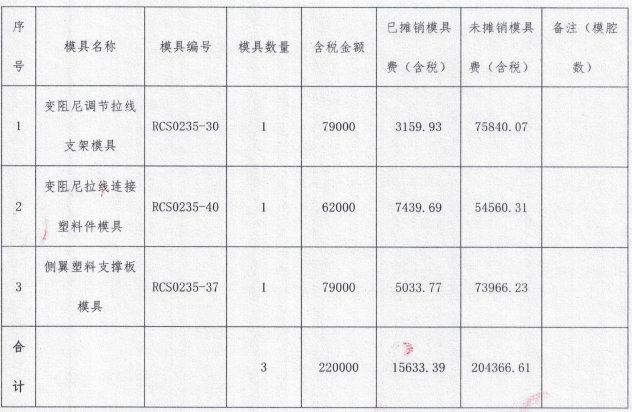 序号 模具名称 模具编号 模具数量 含税金额 已摊销模具费（含税） 未摊销模具费（含税） 备注（模腔数）
1 变阻尼调节拉线支架模具 RCS0235-30 1 79000 3159.93 75840.07
2 变阻尼拉线连接塑料件模具 RCS0235-40 1 62000 7439.69 54560.31
3 侧翼塑料支撑板模具 RCS0235-37 1 79000 5033.77 73966.23
合计 3 220000 15633.39 204366.61